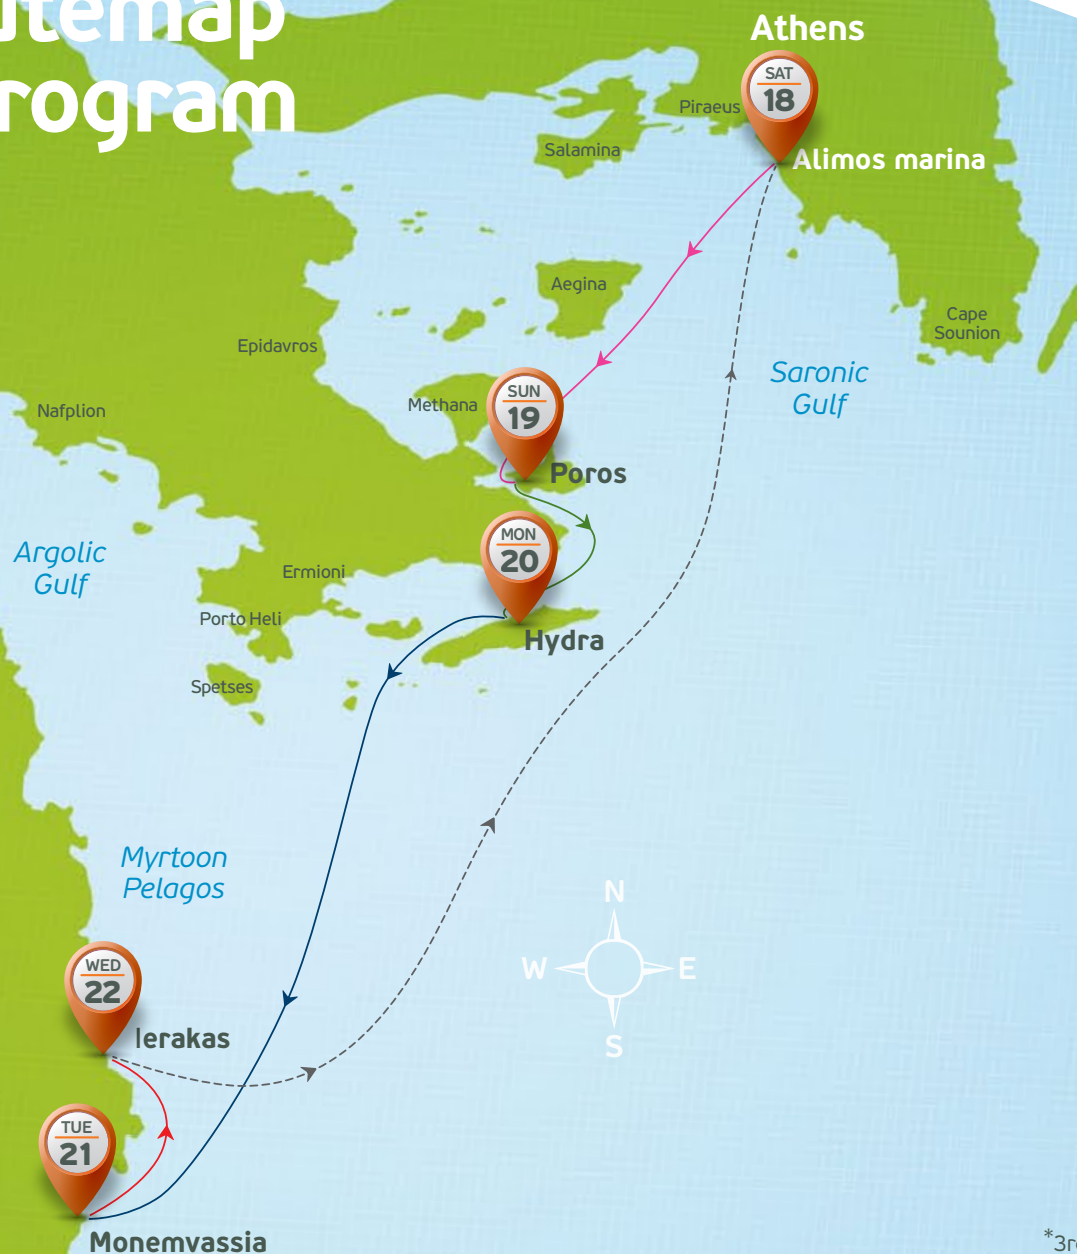 rogram
Athens
SAT
18
Piraeus
Salamina
Alimos marina
Aegina
Cape
Sounion
Epidavros
Saronic
Gulf
SUN
19
Methana
Nafplion
Poros
MON
20
Argolic
Gulf
Ermioni
Porto Heli
Hydra
Spetses
Myrtoon
Pelagos
N
W
E
S
WED
22
Ierakas
TUE
21
Monemvassia